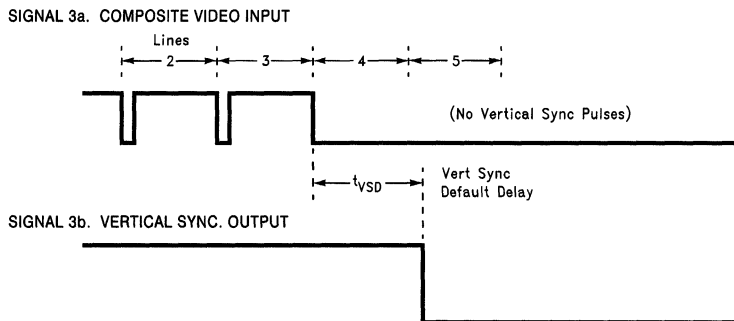 SIGNAL 3a. COMPOSITE VIDEO INPUT
Lines
2 3 4 5
(No Vertical Sync Pulses)
tVSD
Vert Sync
Default Delay
SIGNAL 3b. VERTICAL SYNC. OUTPUT